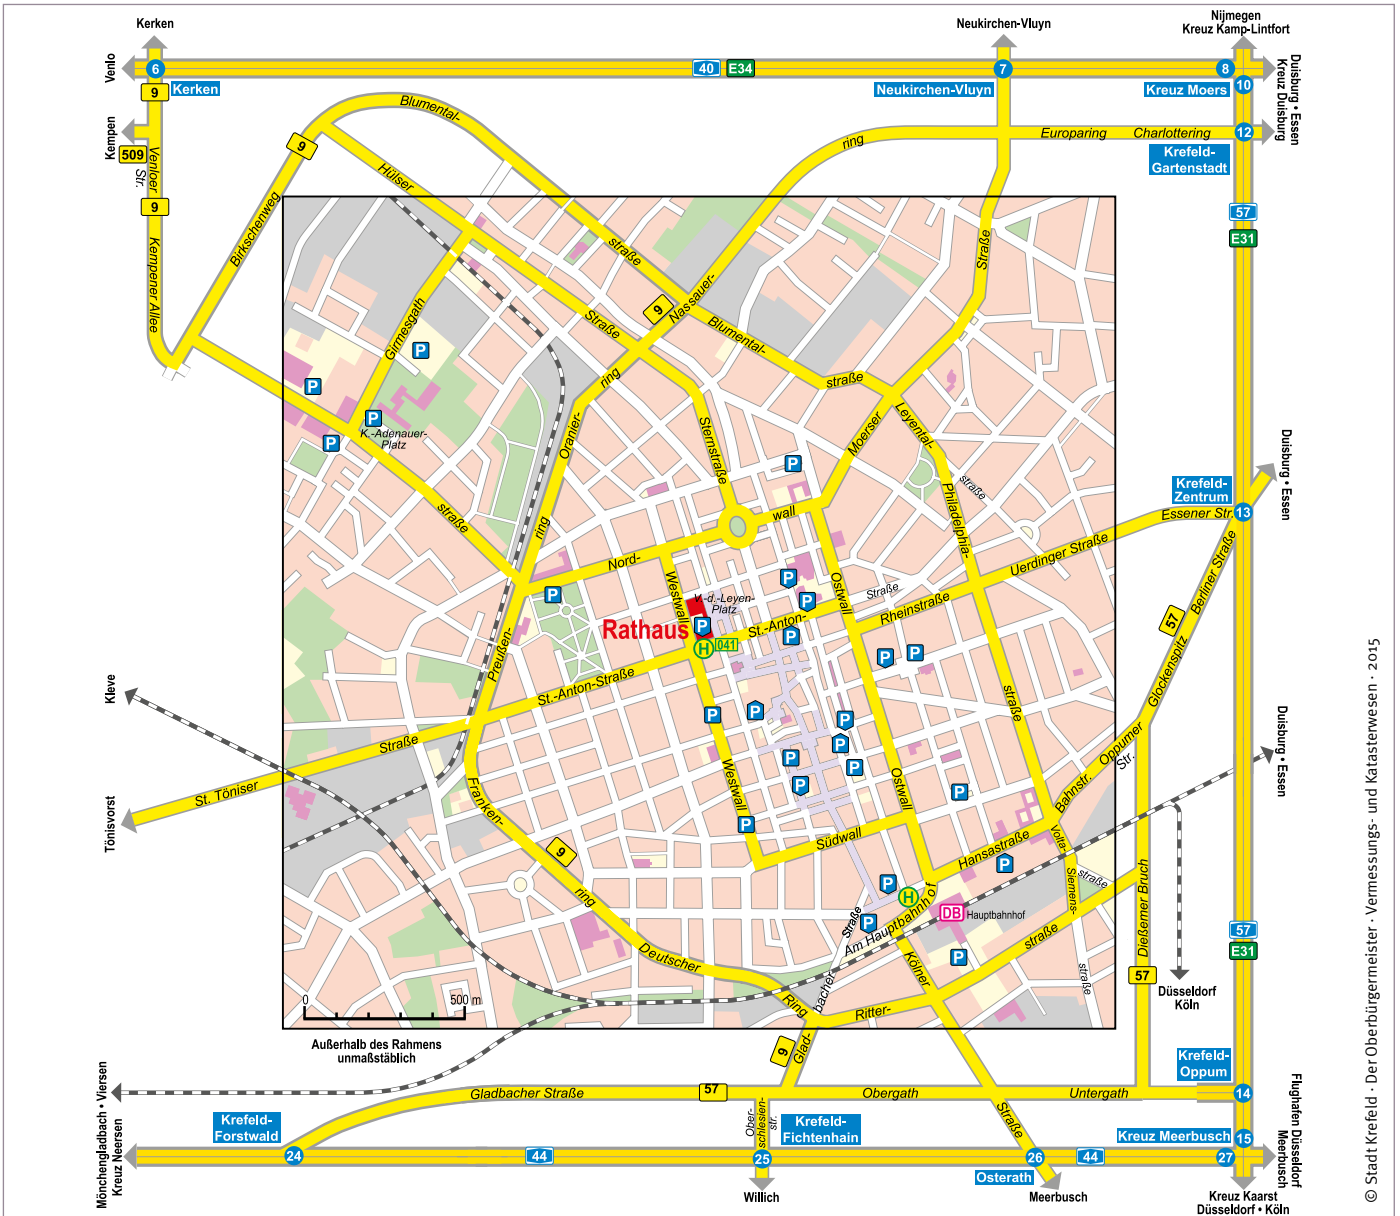 Kerken
Neukirchen-Vluyn
Nijmegen
Kreuz Kamp-Lintfort
Venlo
6
Kerken
40
E34
7
Neukirchen-Vluyn
8
Kreuz Moers
10
Duisburg • Essen
Kreuz Duisburg
9
Kempen
509
Venloer
Str.
9
Kempener Allee
Birkschenweg
9
Blumental-
straße
Hülser
Straße
ring
Europaring
Charlottering
12
Krefeld-
Gartenstadt
57
E31
Straße
Nassauer-
9
Blumental-
straße
Girmesgath
P
P
P
P
K.-Adenauer-
Platz
straße
ring
Oranier-
ring
Sternstraße
Moerser
Leyental-
straße
Philadelphia-
straße
P
wall
Nord-
Krefeld-
Zentrum
Essener Str.
13
Duisburg • Essen
Uerdinger Straße
Berliner Straße
57
Glockenspitz
Rheinstraße
Straße
Ostwall
Westwall
V.-d.-Leyen-
Platz
P
P
P
P
P
Rathaus
H
041
St.-Anton-
P
P
Preußen-
St.-Anton-Straße
Straße
St. Töniser
Kleve
Tönisvorst
P
P
P
P
P
P
P
P
P
Westwall
Ostwall
Südwall
Franken-
9
ring
Oppumer
Str.
Bahnstr.
Hansastraße
Volta-
straße
Siemens-
straße
Dießemer Bruch
57
Duisburg • Essen
P
P
P
P
H
DB
Hauptbahnhof
Am Hauptbahnhof
Straße
bacher
Glad-
Kölner
Straße
straße
Ritter-
Deutscher
Ring
9
0
500 m
Außerhalb des Rahmens
unmaßstäblich
Düsseldorf
Köln
57
E31
Mönchengladbach • Viersen
Kreuz Neersen
Gladbacher Straße
57
Obergath
Untergath
Krefeld-
Oppum
14
Krefeld-
Forstwald
24
44
Ober-
schlesien-
str.
Krefeld-
Fichtenhain
25
Willich
26
Osterath
44
Meerbusch
Kreuz Meerbusch
15
27
Flughafen Düsseldorf
Meerbusch
Kreuz Kaarst
Düsseldorf • Köln
© Stadt Krefeld · Der Oberbürgermeister · Vermessungs- und Katasterwesen · 2015